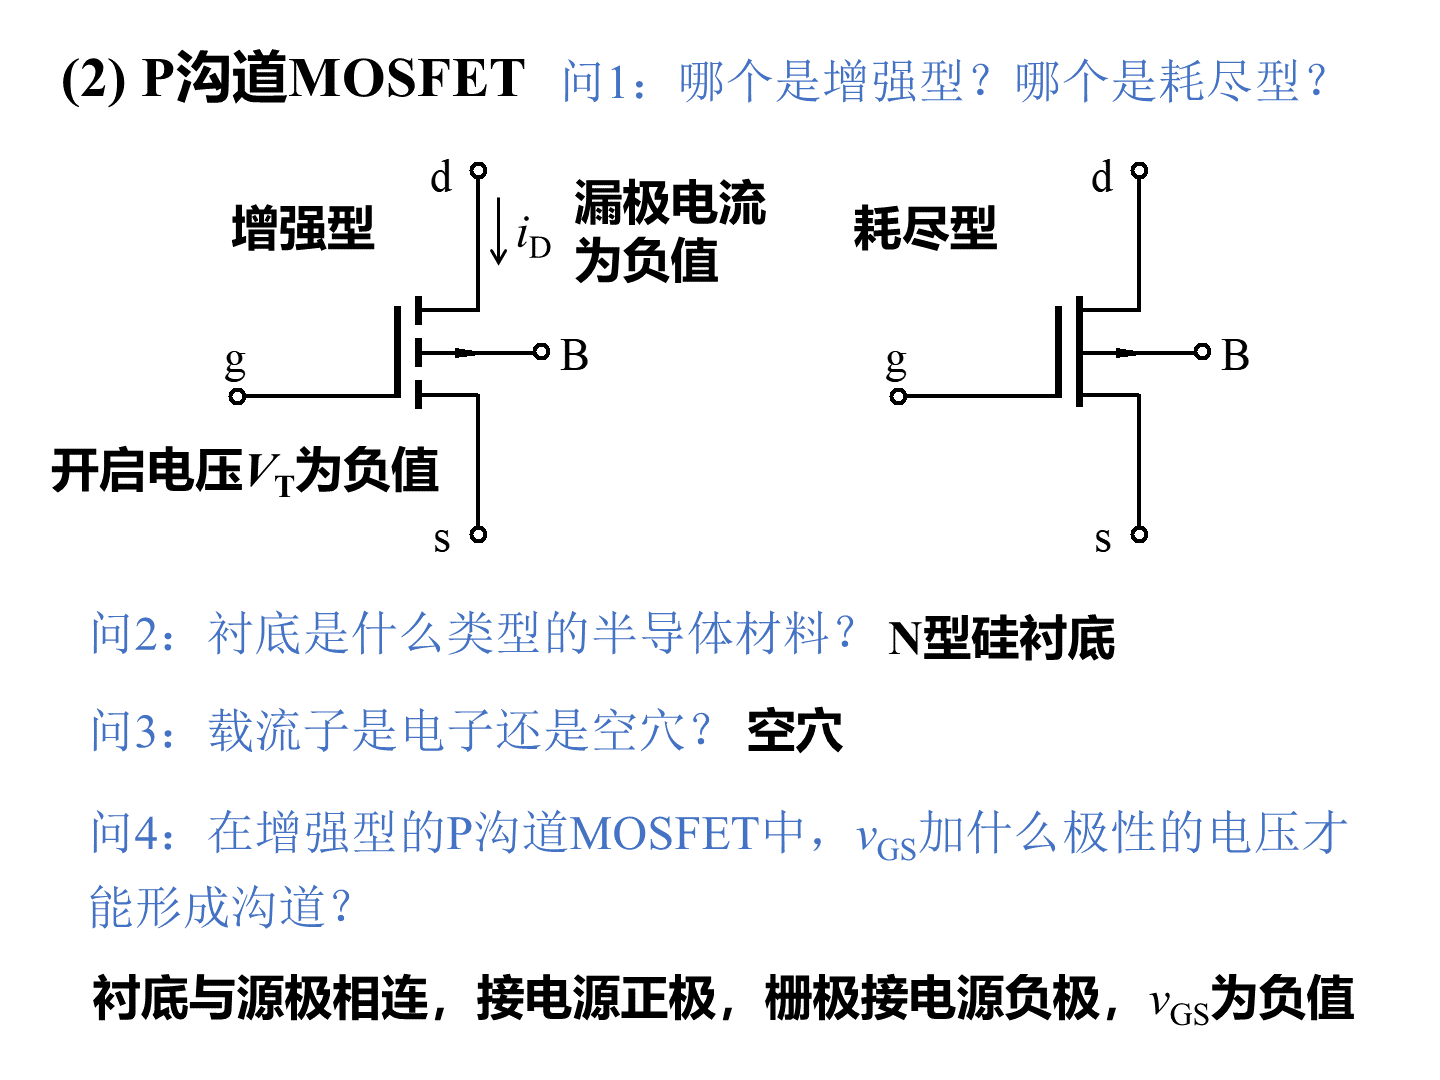 (2) P沟道MOSFET 问1：哪个是增强型？哪个是耗尽型？
增强型
d
iD
漏极电流
为负值
g
B
开启电压VT为负值
s
耗尽型
d
g
B
s
问2：衬底是什么类型的半导体材料？ N型硅衬底
问3：载流子是电子还是空穴？ 空穴
问4：在增强型的P沟道MOSFET中，vGS加什么极性的电压才
能形成沟道？
衬底与源极相连，接电源正极，栅极接电源负极，vGS为负值